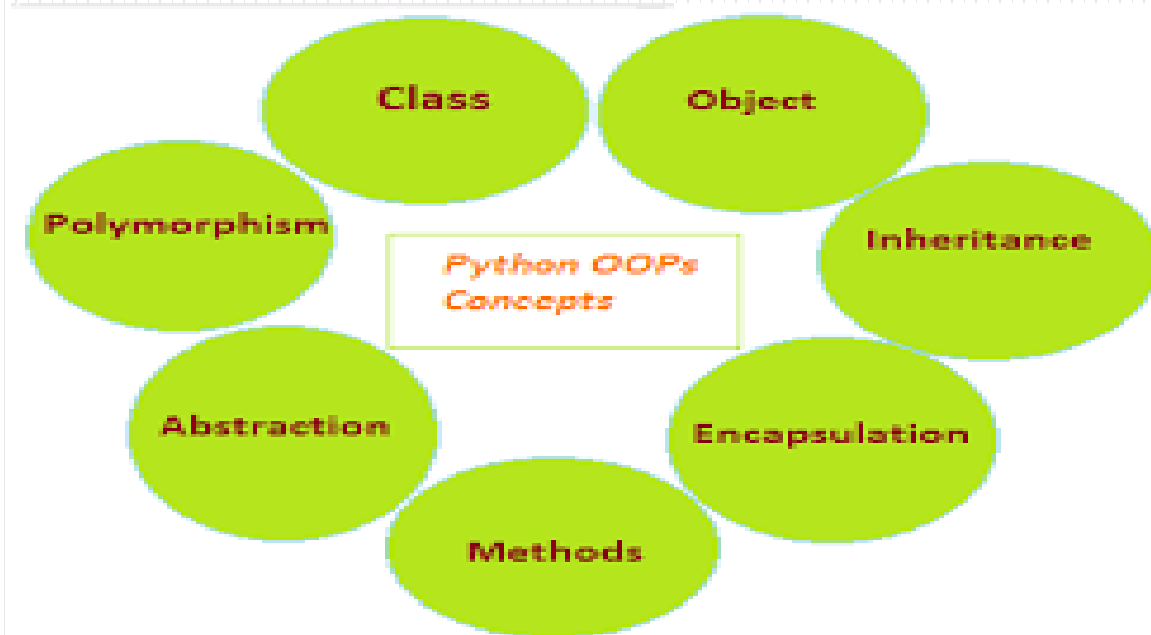 Class
Object
Polymorphism
Inheritance
Python OOPs
Concepts
Abstraction
Encapsulation
Methods